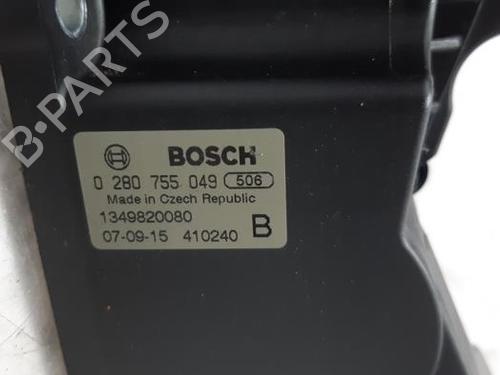 B-PARTS
BOSCH
0 280 755 049 506
Made in Czech Republic
1349820080
07-09-15 410240 B